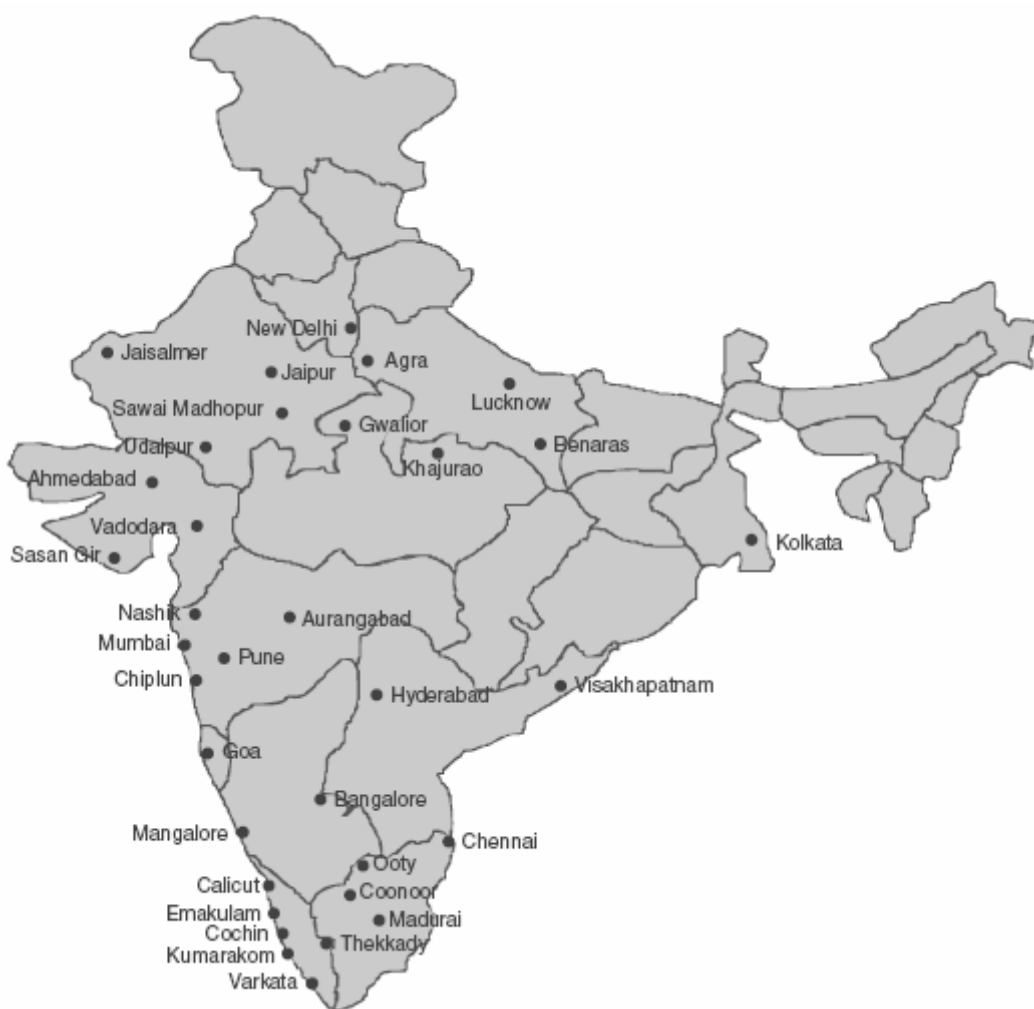 New Delhi
Jaisalmer
Agra
Jaipur
Lucknow
Sawai Madhopur
Gwalior
Udaipur
Benaras
Khajurao
Ahmedabad
Vadodara
Kolkata
Sasan Gir
Nashik
Aurangabad
Mumbai
Pune
Chiplun
Visakhapatnam
Hyderabad
Goa
Bangalore
Mangalore
Chennai
Ooty
Calicut
Coonoor
Emakulam
Madurai
Cochin
Thekkady
Kumarakom
Varkata